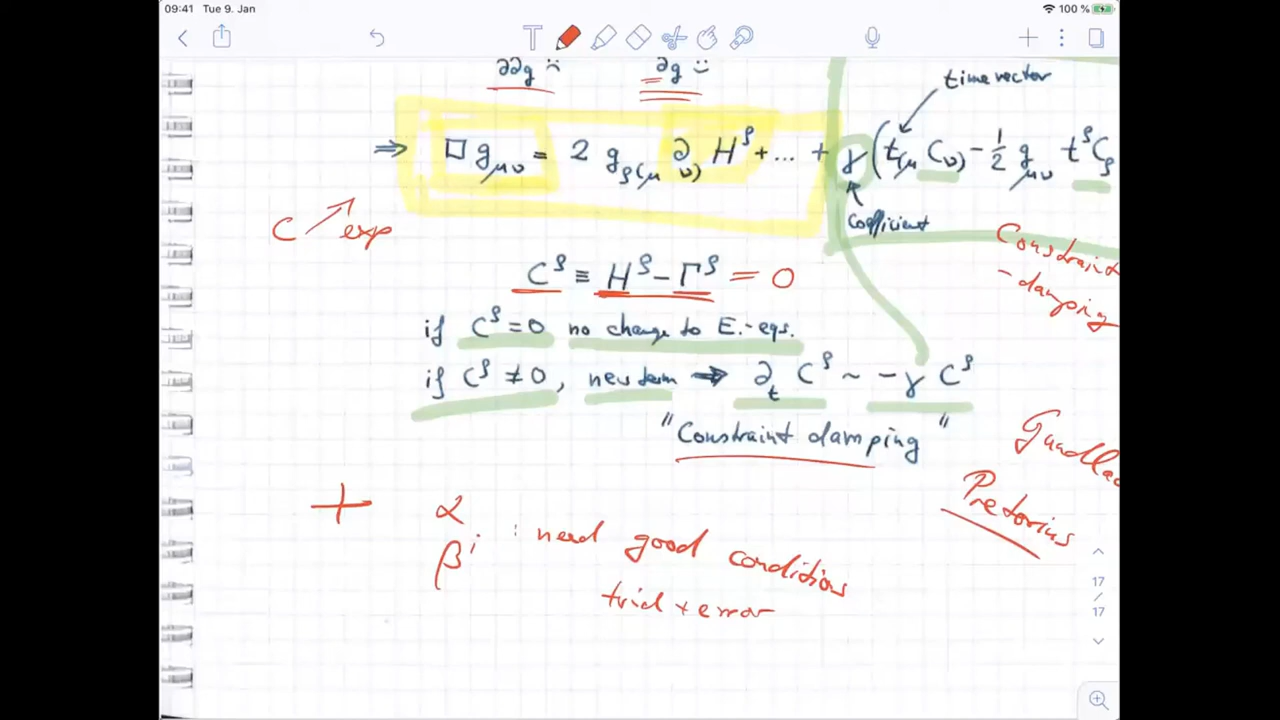 09:41 Tue 9. Jan
100 %
∂∂g ☹ ∂g ☺
time vector
⇒ □ g_μν = 2 g_ρ(μ ∂_ν) H^ρ + ... + γ (t_(μ C_ν) − 1/2 g_μν t^ρ C_ρ
coefficient
C ↗ exp
Constraint
-damping
C^ρ ≡ H^ρ − Γ^ρ = 0
if C^ρ = 0 no change to E.-eqs.
if C^ρ ≠ 0, new term ⇒ ∂_t C^ρ ~ −γ C^ρ
"Constraint damping"
Pretorius
+ α
β^i : need good conditions
trial + error
17
/
17